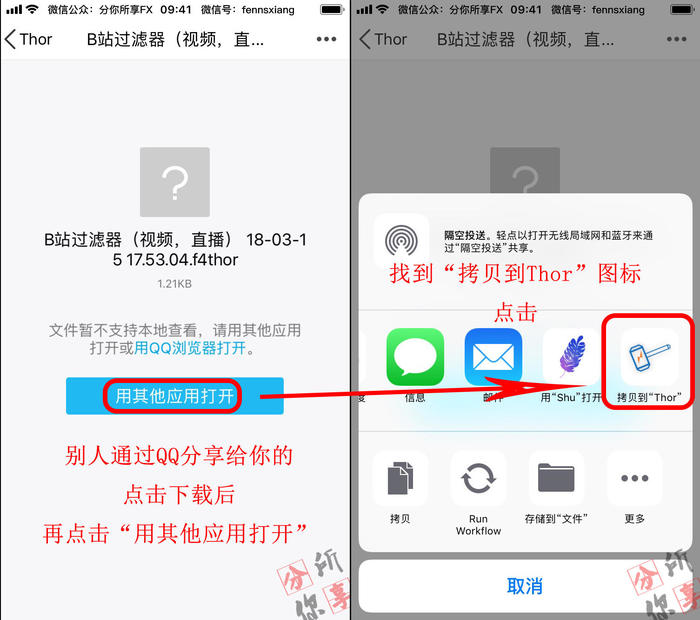 微信公众：分你所享FX 09:41 微信号：fennsxiang
Thor B站过滤器（视频，直... •••
?
B站过滤器（视频，直播） 18-03-1
5 17.53.04.f4thor
1.21KB
文件暂不支持本地查看，请用其他应用
打开或用QQ浏览器打开。
用其他应用打开
别人通过QQ分享给你的
点击下载后
再点击“用其他应用打开”
分所
你享
微信公众：分你所享FX 09:41 微信号：fennsxiang
Thor B站过滤器（视频，直... •••
?
隔空投送。轻点以打开无线局域网和蓝牙来通
过“隔空投送”共享。
找到“拷贝到Thor”图标
点击
信息 邮件 用“Shu”打开 拷贝到“Thor”
拷贝 Run Workflow 存储到“文件” 更多
取消
分所
你享